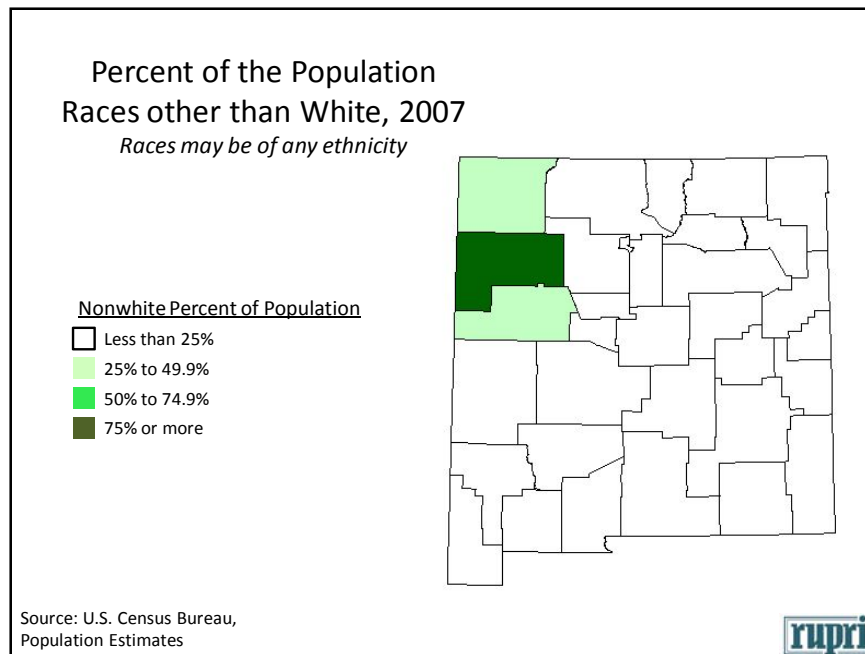 Percent of the Population
Races other than White, 2007
Races may be of any ethnicity
Nonwhite Percent of Population
Less than 25%
25% to 49.9%
50% to 74.9%
75% or more
Source: U.S. Census Bureau,
Population Estimates
rupri